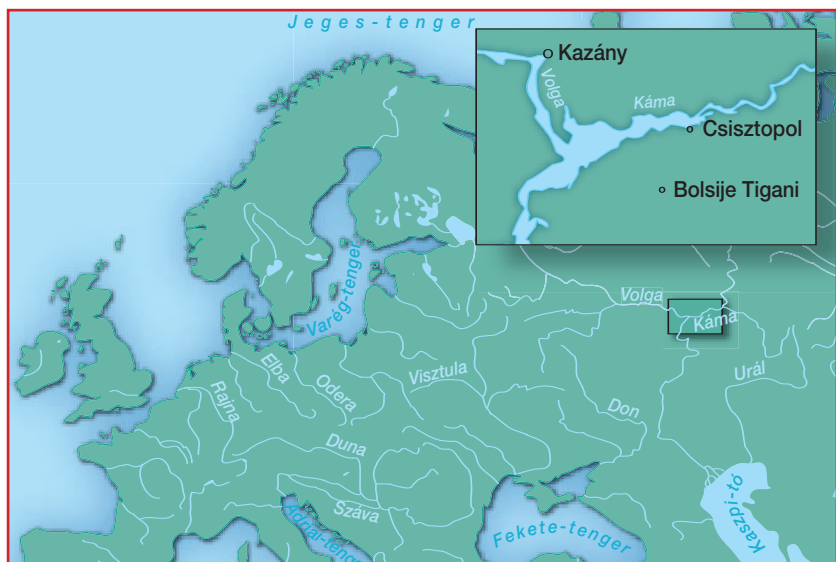 Jeges-tenger
Kazány
Volga
Káma
Csisztopol
Bolsije Tigani
Varég-tenger
Volga
Káma
Urál
Elba
Odera
Visztula
Rajna
Don
Duna
Száva
Adriai-tenger
Fekete-tenger
Kaszpi-tó